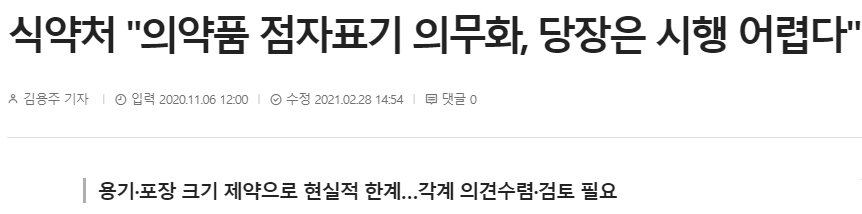 식약처 "의약품 점자표기 의무화, 당장은 시행 어렵다"
김용주 기자 입력 2020.11.06 12:00 수정 2021.02.28 14:54 댓글 0
용기·포장 크기 제약으로 현실적 한계…각계 의견수렴·검토 필요